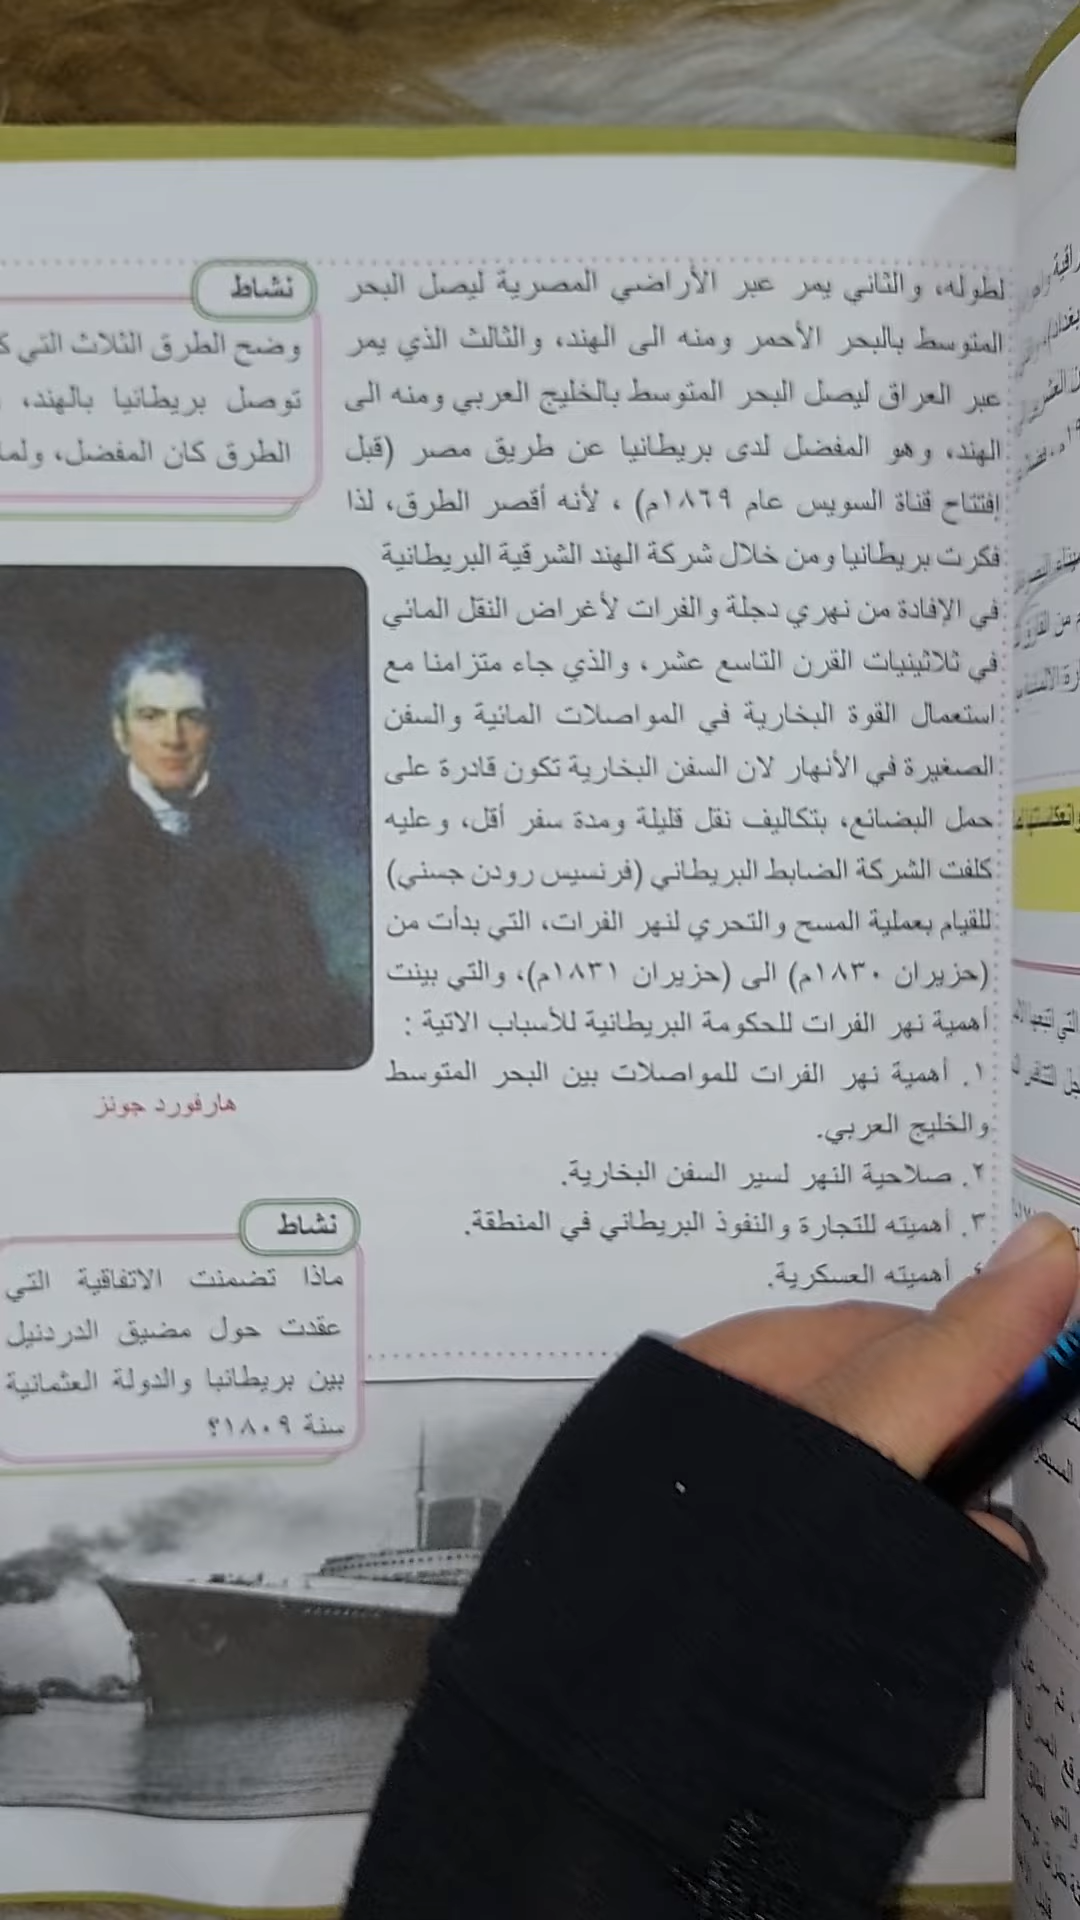 لطوله، والثاني يمر عبر الأراضي المصرية ليصل البحر
المتوسط بالبحر الأحمر ومنه الى الهند، والثالث الذي يمر
عبر العراق ليصل البحر المتوسط بالخليج العربي ومنه الى
الهند، وهو المفضل لدى بريطانيا عن طريق مصر (قبل
إفتتاح قناة السويس عام ١٨٦٩م) ، لأنه أقصر الطرق، لذا
فكرت بريطانيا ومن خلال شركة الهند الشرقية البريطانية
في الإفادة من نهري دجلة والفرات لأغراض النقل المائي
في ثلاثينيات القرن التاسع عشر، والذي جاء متزامنا مع
استعمال القوة البخارية في المواصلات المائية والسفن
الصغيرة في الأنهار لان السفن البخارية تكون قادرة على
حمل البضائع، بتكاليف نقل قليلة ومدة سفر أقل، وعليه
كلفت الشركة الضابط البريطاني (فرنسيس رودن جسني)
للقيام بعملية المسح والتحري لنهر الفرات، التي بدأت من
(حزيران ١٨٣٠م) الى (حزيران ١٨٣١م)، والتي بينت
أهمية نهر الفرات للحكومة البريطانية للأسباب الاتية :
١. أهمية نهر الفرات للمواصلات بين البحر المتوسط
والخليج العربي.
٢. صلاحية النهر لسير السفن البخارية.
٣. أهميته للتجارة والنفوذ البريطاني في المنطقة.
أهميته العسكرية.
نشاط
وضح الطرق الثلاث التي
توصل بريطانيا بالهند،
الطرق كان المفضل،
هارفورد جونز
نشاط
ماذا تضمنت الاتفاقية التي
عقدت حول مضيق الدردنيل
بين بريطانيا والدولة العثمانية
سنة ١٨٠٩؟